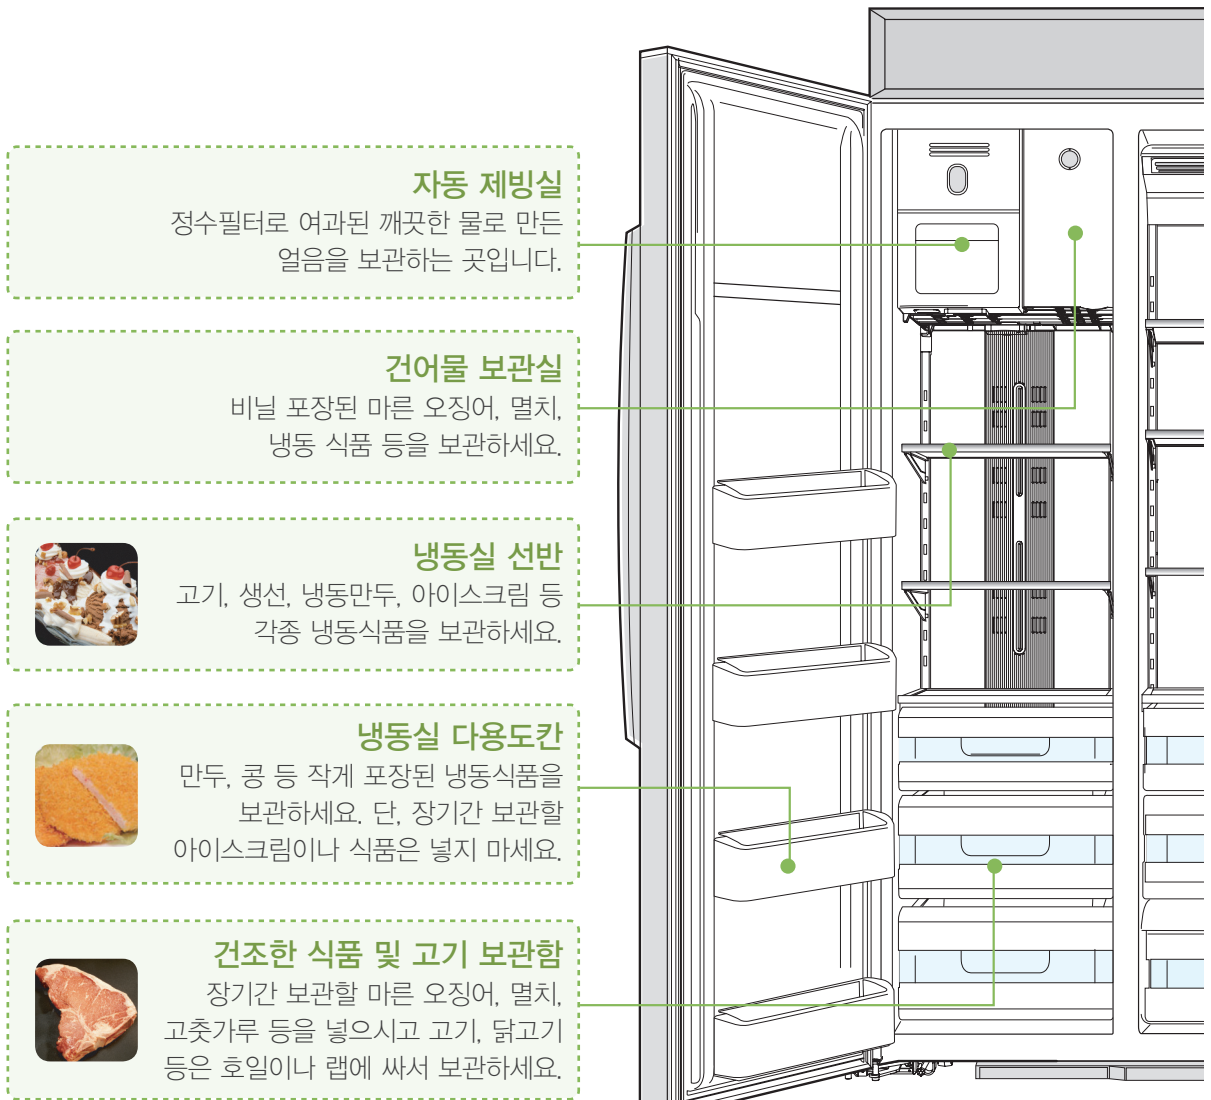 자동 제빙실
정수필터로 여과된 깨끗한 물로 만든
얼음을 보관하는 곳입니다.
건어물 보관실
비닐 포장된 마른 오징어, 멸치,
냉동 식품 등을 보관하세요.
냉동실 선반
고기, 생선, 냉동만두, 아이스크림 등
각종 냉동식품을 보관하세요.
냉동실 다용도칸
만두, 콩 등 작게 포장된 냉동식품을
보관하세요. 단, 장기간 보관할
아이스크림이나 식품은 넣지 마세요.
건조한 식품 및 고기 보관함
장기간 보관할 마른 오징어, 멸치,
고춧가루 등을 넣으시고 고기, 닭고기
등은 호일이나 랩에 싸서 보관하세요.